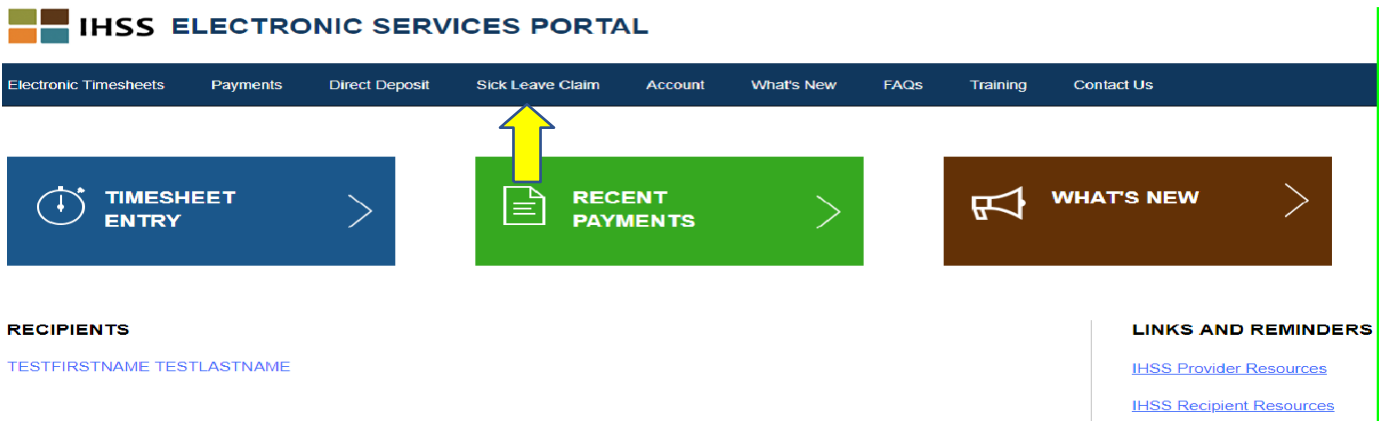 IHSS ELECTRONIC SERVICES PORTAL
Electronic Timesheets Payments Direct Deposit Sick Leave Claim Account What's New FAQs Training Contact Us
TIMESHEET
ENTRY
RECENT
PAYMENTS
WHAT'S NEW
RECIPIENTS
TESTFIRSTNAME TESTLASTNAME
LINKS AND REMINDERS
IHSS Provider Resources
IHSS Recipient Resources